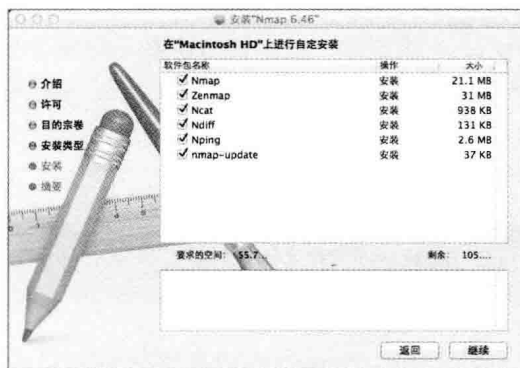 安装“Nmap 6.46”
在“Macintosh HD”上进行自定安装
介绍
许可
目的宗卷
安装类型
安装
摘要
软件包名称 操作 大小
Nmap 安装 21.1 MB
Zenmap 安装 31 MB
Ncat 安装 938 KB
Ndiff 安装 131 KB
Nping 安装 2.6 MB
nmap-update 安装 37 KB
要求的空间: 55.7... 剩余: 105....
返回 继续